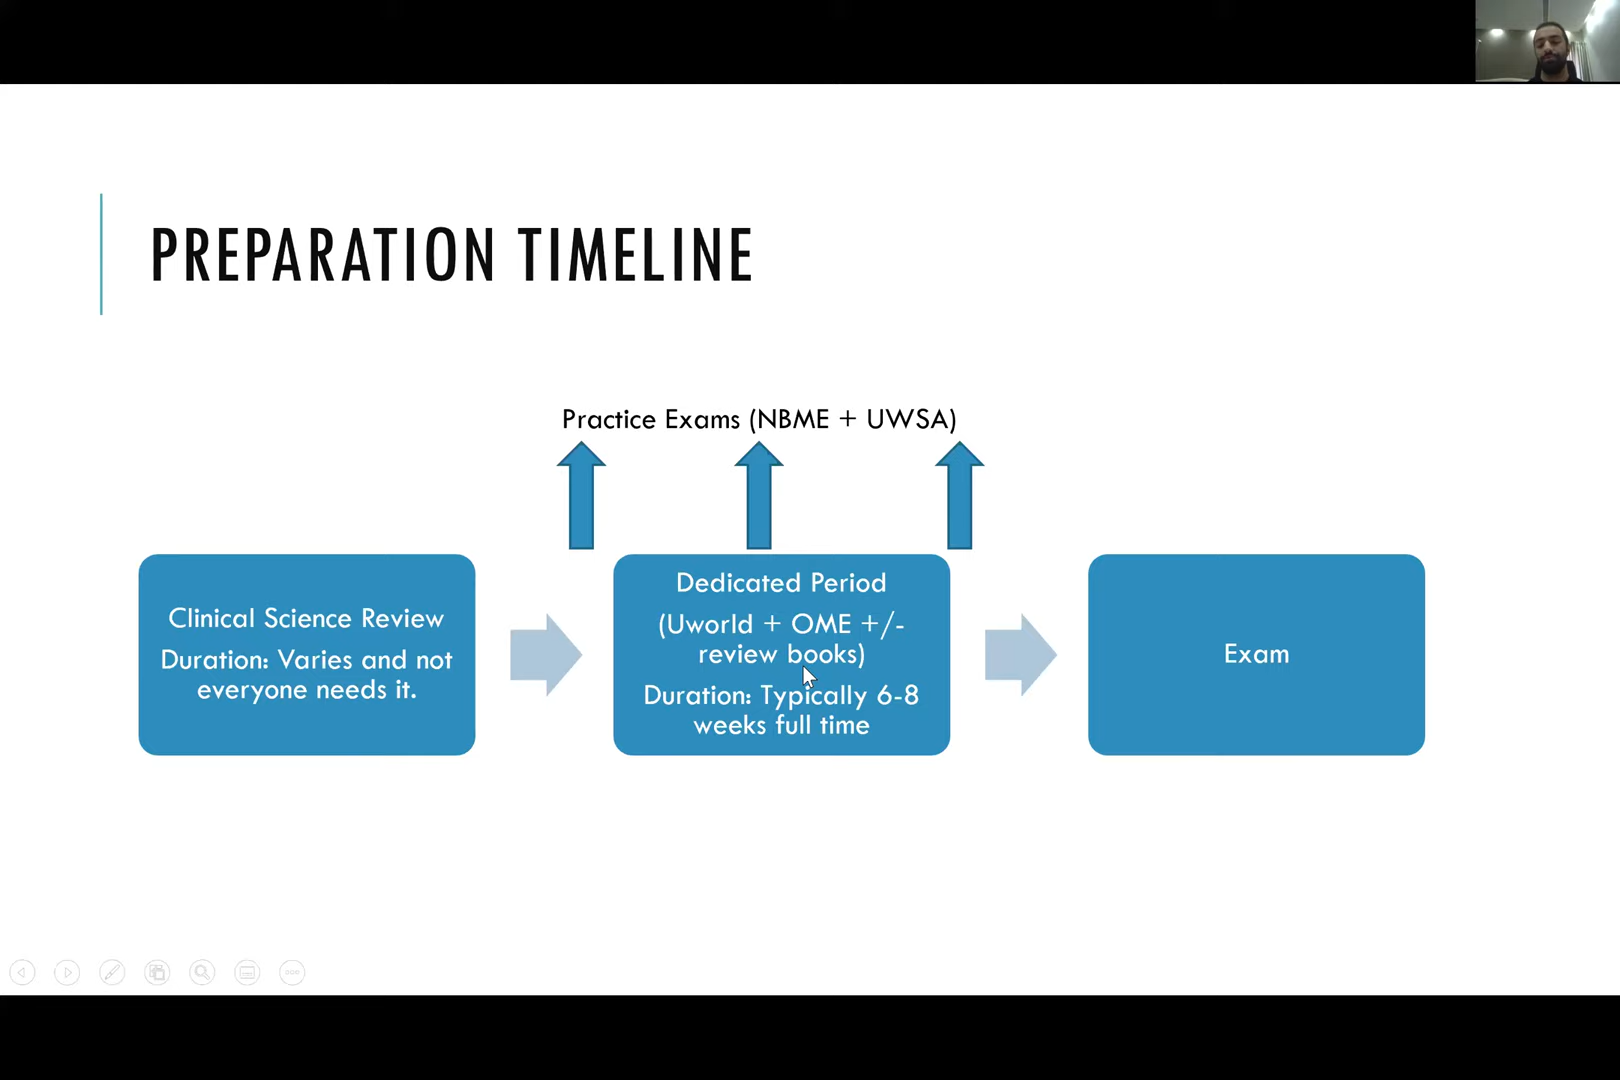 PREPARATION TIMELINE
Practice Exams (NBME + UWSA)
Clinical Science Review
Duration: Varies and not
everyone needs it.
Dedicated Period
(Uworld + OME +/-
review books)
Duration: Typically 6-8
weeks full time
Exam